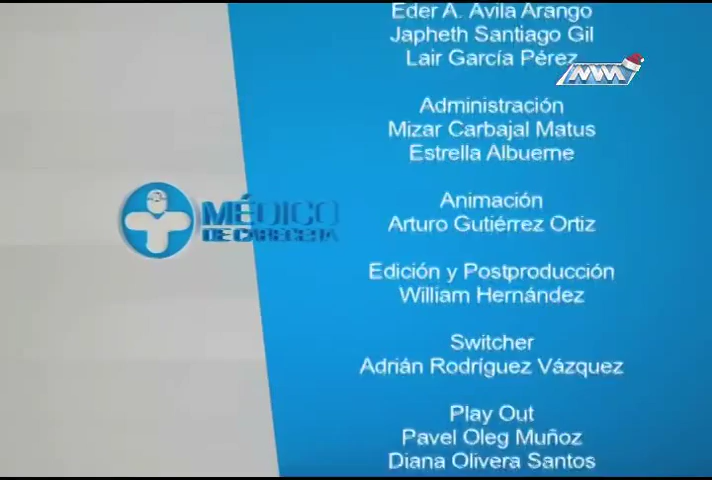 Eder A. Avila Arango
Japheth Santiago Gil
Lair García Pérez
MVM
Administración
Mizar Carbajal Matus
Estrella Albuerne
MÉDICO
DE CABECERA
Animación
Arturo Gutiérrez Ortiz
Edición y Postproducción
William Hernández
Switcher
Adrián Rodríguez Vázquez
Play Out
Pavel Oleg Muñoz
Diana Olivera Santos